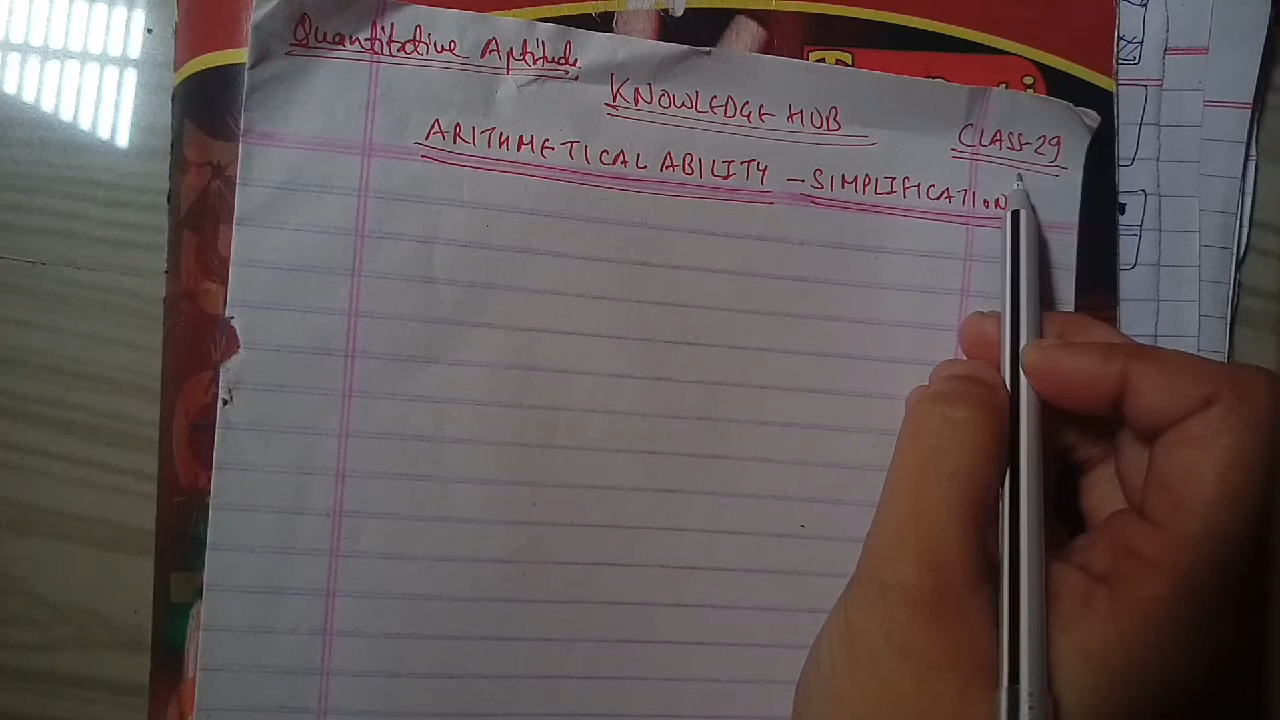 Quantitative Aptitude
KNOWLEDGE HUB
CLASS-29
ARITHMETICAL ABILITY - SIMPLIFICATION